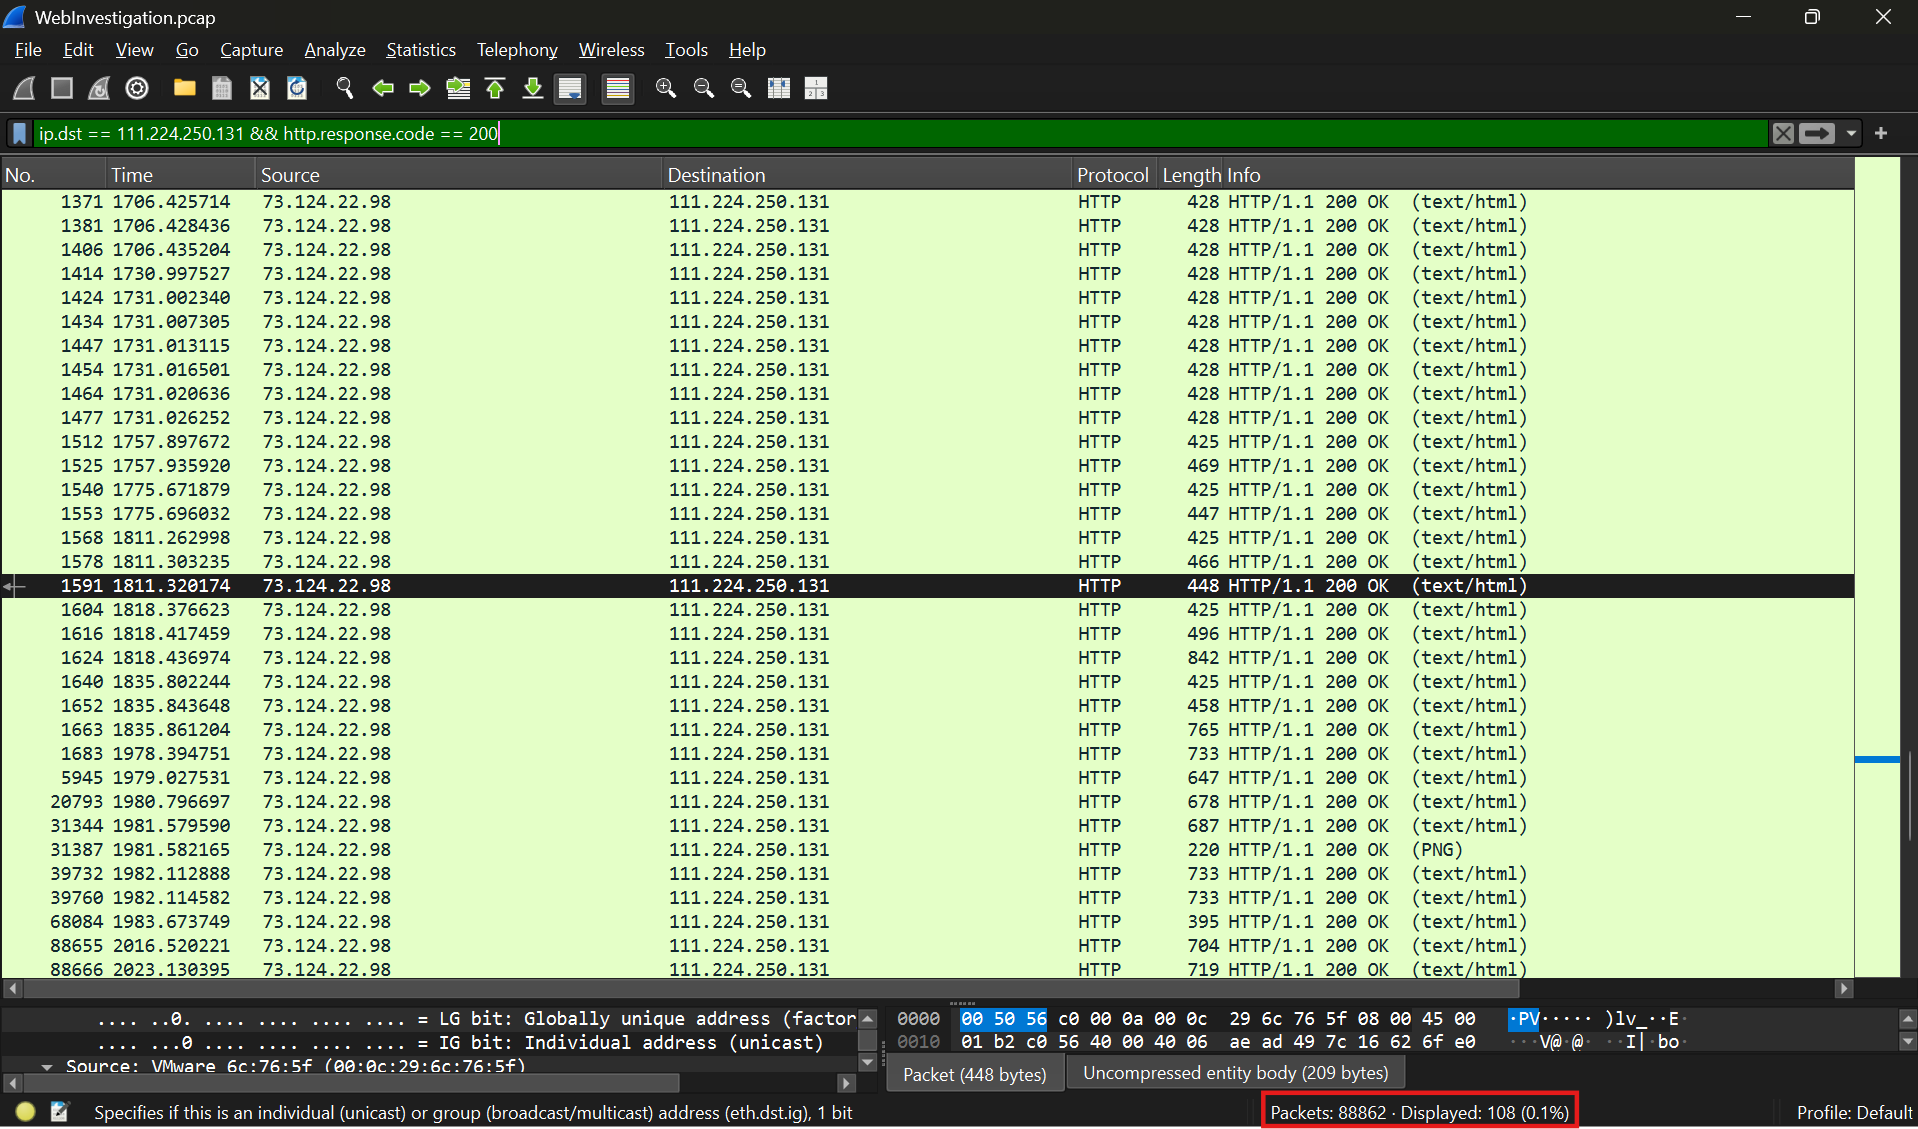 WebInvestigation.pcap
File Edit View Go Capture Analyze Statistics Telephony Wireless Tools Help
ip.dst == 111.224.250.131 && http.response.code == 200
No. Time Source Destination Protocol Length Info
1371 1706.425714 73.124.22.98 111.224.250.131 HTTP 428 HTTP/1.1 200 OK (text/html)
1381 1706.428436 73.124.22.98 111.224.250.131 HTTP 428 HTTP/1.1 200 OK (text/html)
1406 1706.435204 73.124.22.98 111.224.250.131 HTTP 428 HTTP/1.1 200 OK (text/html)
1414 1730.997527 73.124.22.98 111.224.250.131 HTTP 428 HTTP/1.1 200 OK (text/html)
1424 1731.002340 73.124.22.98 111.224.250.131 HTTP 428 HTTP/1.1 200 OK (text/html)
1434 1731.007305 73.124.22.98 111.224.250.131 HTTP 428 HTTP/1.1 200 OK (text/html)
1447 1731.013115 73.124.22.98 111.224.250.131 HTTP 428 HTTP/1.1 200 OK (text/html)
1454 1731.016501 73.124.22.98 111.224.250.131 HTTP 428 HTTP/1.1 200 OK (text/html)
1464 1731.020636 73.124.22.98 111.224.250.131 HTTP 428 HTTP/1.1 200 OK (text/html)
1477 1731.026252 73.124.22.98 111.224.250.131 HTTP 428 HTTP/1.1 200 OK (text/html)
1512 1757.897672 73.124.22.98 111.224.250.131 HTTP 425 HTTP/1.1 200 OK (text/html)
1525 1757.935920 73.124.22.98 111.224.250.131 HTTP 469 HTTP/1.1 200 OK (text/html)
1540 1775.671879 73.124.22.98 111.224.250.131 HTTP 425 HTTP/1.1 200 OK (text/html)
1553 1775.696032 73.124.22.98 111.224.250.131 HTTP 447 HTTP/1.1 200 OK (text/html)
1568 1811.262998 73.124.22.98 111.224.250.131 HTTP 425 HTTP/1.1 200 OK (text/html)
1578 1811.303235 73.124.22.98 111.224.250.131 HTTP 466 HTTP/1.1 200 OK (text/html)
1591 1811.320174 73.124.22.98 111.224.250.131 HTTP 448 HTTP/1.1 200 OK (text/html)
1604 1818.376623 73.124.22.98 111.224.250.131 HTTP 425 HTTP/1.1 200 OK (text/html)
1616 1818.417459 73.124.22.98 111.224.250.131 HTTP 496 HTTP/1.1 200 OK (text/html)
1624 1818.436974 73.124.22.98 111.224.250.131 HTTP 842 HTTP/1.1 200 OK (text/html)
1640 1835.802244 73.124.22.98 111.224.250.131 HTTP 425 HTTP/1.1 200 OK (text/html)
1652 1835.843648 73.124.22.98 111.224.250.131 HTTP 458 HTTP/1.1 200 OK (text/html)
1663 1835.861204 73.124.22.98 111.224.250.131 HTTP 765 HTTP/1.1 200 OK (text/html)
1683 1978.394751 73.124.22.98 111.224.250.131 HTTP 733 HTTP/1.1 200 OK (text/html)
5945 1979.027531 73.124.22.98 111.224.250.131 HTTP 647 HTTP/1.1 200 OK (text/html)
20793 1980.796697 73.124.22.98 111.224.250.131 HTTP 678 HTTP/1.1 200 OK (text/html)
31344 1981.579590 73.124.22.98 111.224.250.131 HTTP 687 HTTP/1.1 200 OK (text/html)
31387 1981.582165 73.124.22.98 111.224.250.131 HTTP 220 HTTP/1.1 200 OK (PNG)
39732 1982.112888 73.124.22.98 111.224.250.131 HTTP 733 HTTP/1.1 200 OK (text/html)
39760 1982.114582 73.124.22.98 111.224.250.131 HTTP 733 HTTP/1.1 200 OK (text/html)
68084 1983.673749 73.124.22.98 111.224.250.131 HTTP 395 HTTP/1.1 200 OK (text/html)
88655 2016.520221 73.124.22.98 111.224.250.131 HTTP 704 HTTP/1.1 200 OK (text/html)
88666 2023.130395 73.124.22.98 111.224.250.131 HTTP 719 HTTP/1.1 200 OK (text/html)
.... ..0. .... .... .... .... = LG bit: Globally unique address (factor
.... ...0 .... .... .... .... = IG bit: Individual address (unicast)
Source: VMware 6c:76:5f (00:0c:29:6c:76:5f)
0000 00 50 56 c0 00 0a 00 0c 29 6c 76 5f 08 00 45 00 ·PV····· )lv_··E·
0010 01 b2 c0 56 40 00 40 06 ae ad 49 7c 16 62 6f e0 ···V@·@· ··I|·bo·
Packet (448 bytes) Uncompressed entity body (209 bytes)
Specifies if this is an individual (unicast) or group (broadcast/multicast) address (eth.dst.ig), 1 bit
Packets: 88862 · Displayed: 108 (0.1%)
Profile: Default